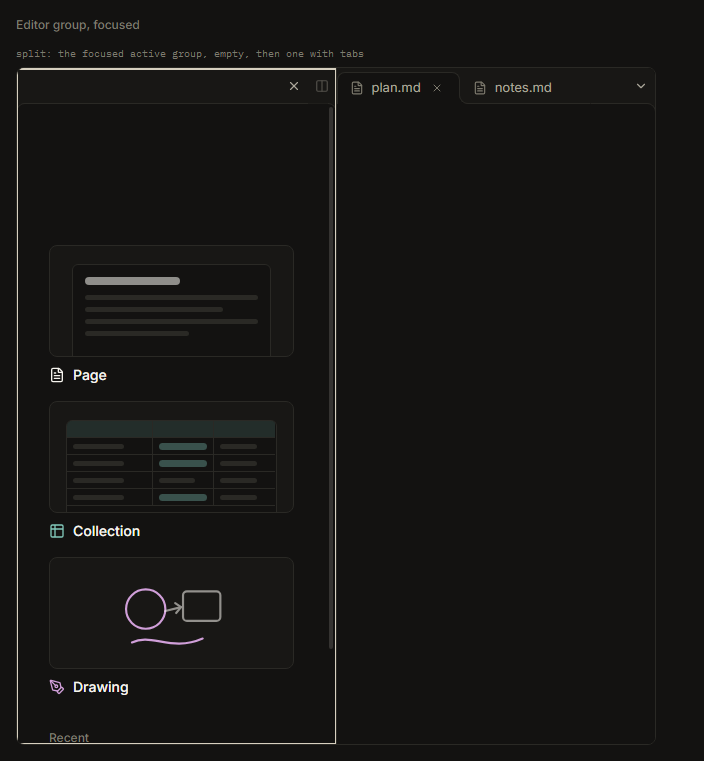 Editor group, focused
split: the focused active group, empty, then one with tabs
plan.md
notes.md
Page
Collection
Drawing
Recent